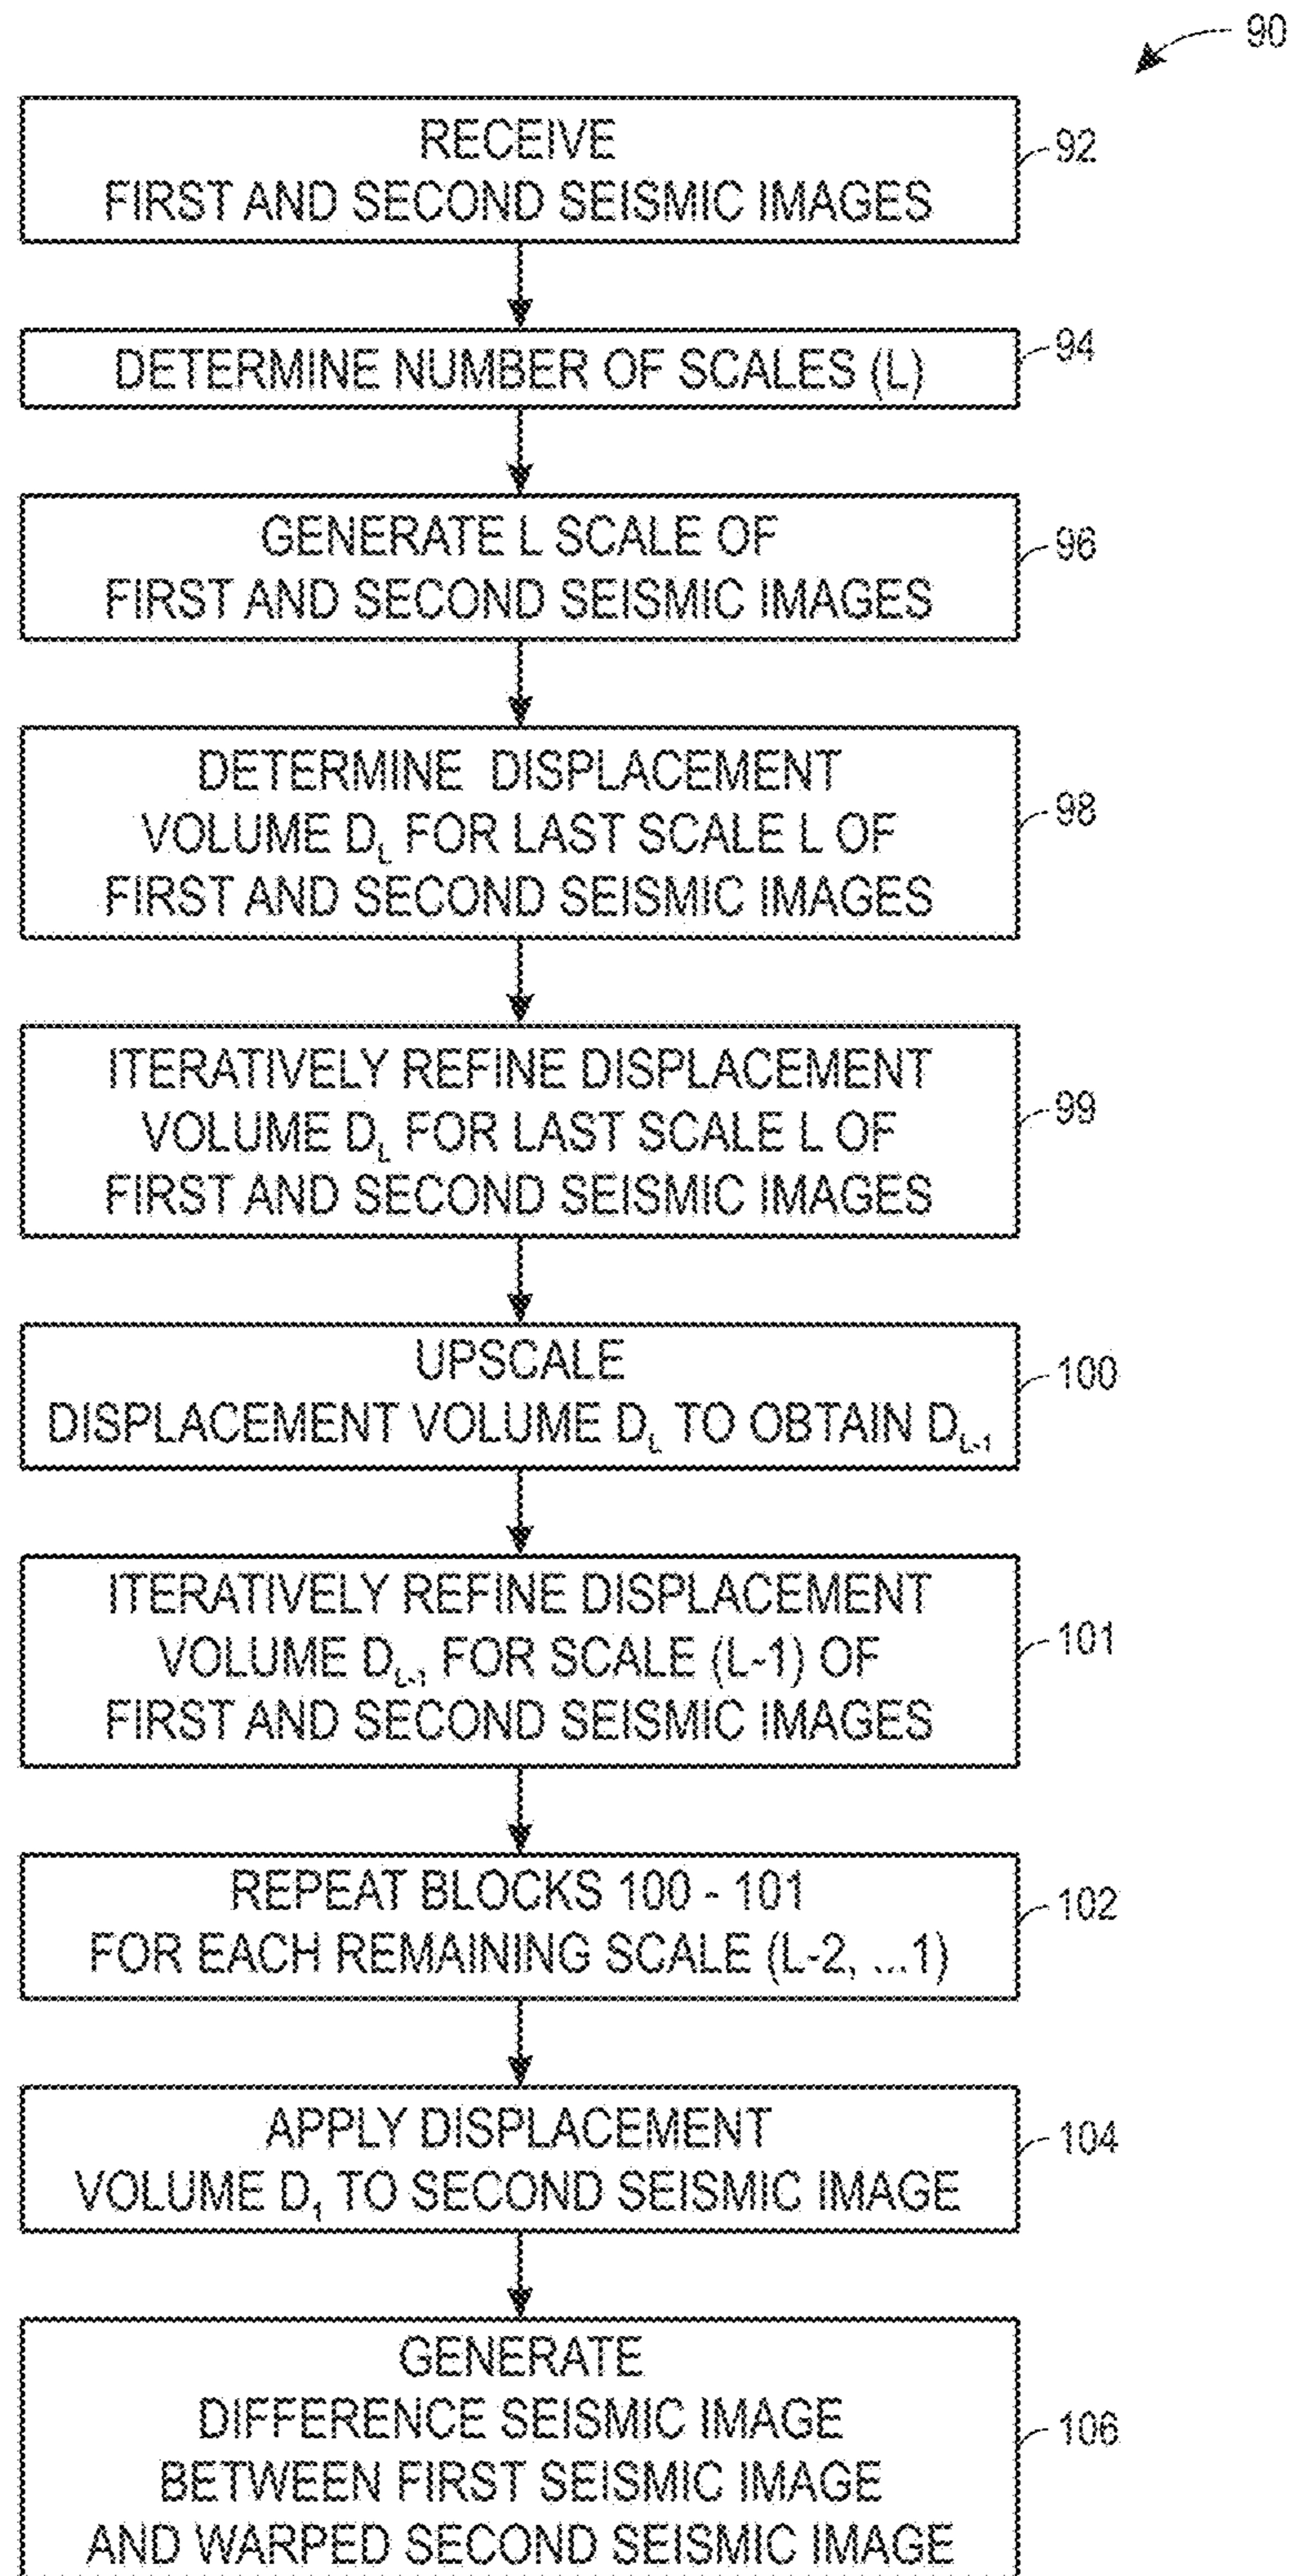 90
RECEIVE
FIRST AND SECOND SEISMIC IMAGES
92
DETERMINE NUMBER OF SCALES (L)
94
GENERATE L SCALE OF
FIRST AND SECOND SEISMIC IMAGES
96
DETERMINE DISPLACEMENT
VOLUME DL FOR LAST SCALE L OF
FIRST AND SECOND SEISMIC IMAGES
98
ITERATIVELY REFINE DISPLACEMENT
VOLUME DL FOR LAST SCALE L OF
FIRST AND SECOND SEISMIC IMAGES
99
UPSCALE
DISPLACEMENT VOLUME DL TO OBTAIN DL-1
100
ITERATIVELY REFINE DISPLACEMENT
VOLUME DL-1 FOR SCALE (L-1) OF
FIRST AND SECOND SEISMIC IMAGES
101
REPEAT BLOCKS 100 - 101
FOR EACH REMAINING SCALE (L-2, ...1)
102
APPLY DISPLACEMENT
VOLUME D1 TO SECOND SEISMIC IMAGE
104
GENERATE
DIFFERENCE SEISMIC IMAGE
BETWEEN FIRST SEISMIC IMAGE
AND WARPED SECOND SEISMIC IMAGE
106